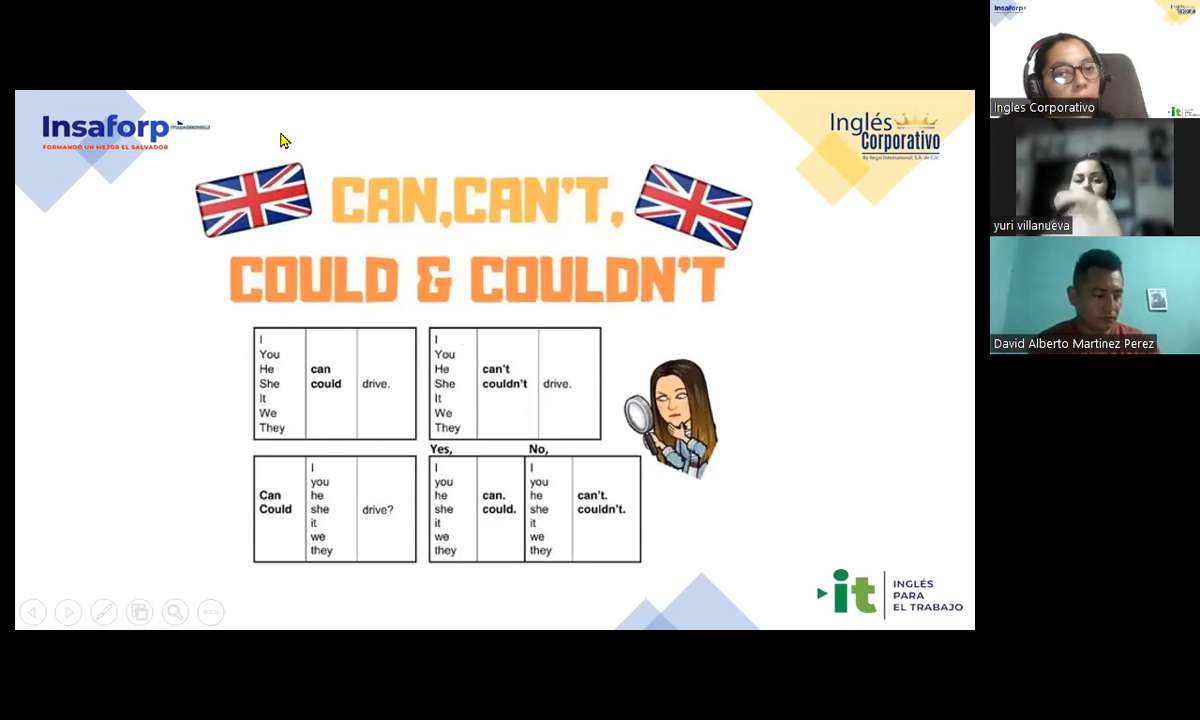 Insaforp
FORMANDO UN MEJOR EL SALVADOR
Inglés
Corporativo
By Regal International, S.A. de C.V.
CAN,CAN'T,
COULD & COULDN'T
I
You
He
She
It
We
They
can
could
drive.
I
You
He
She
It
We
They
can't
couldn't
drive.
Can
Could
I
you
he
she
it
we
they
drive?
Yes,
I
you
he
she
it
we
they
can.
could.
No,
I
you
he
she
it
we
they
can't.
couldn't.
it
INGLÉS
PARA
EL TRABAJO
Insaforp
Ingles Corporativo
it
yuri villanueva
David Alberto Martinez Perez